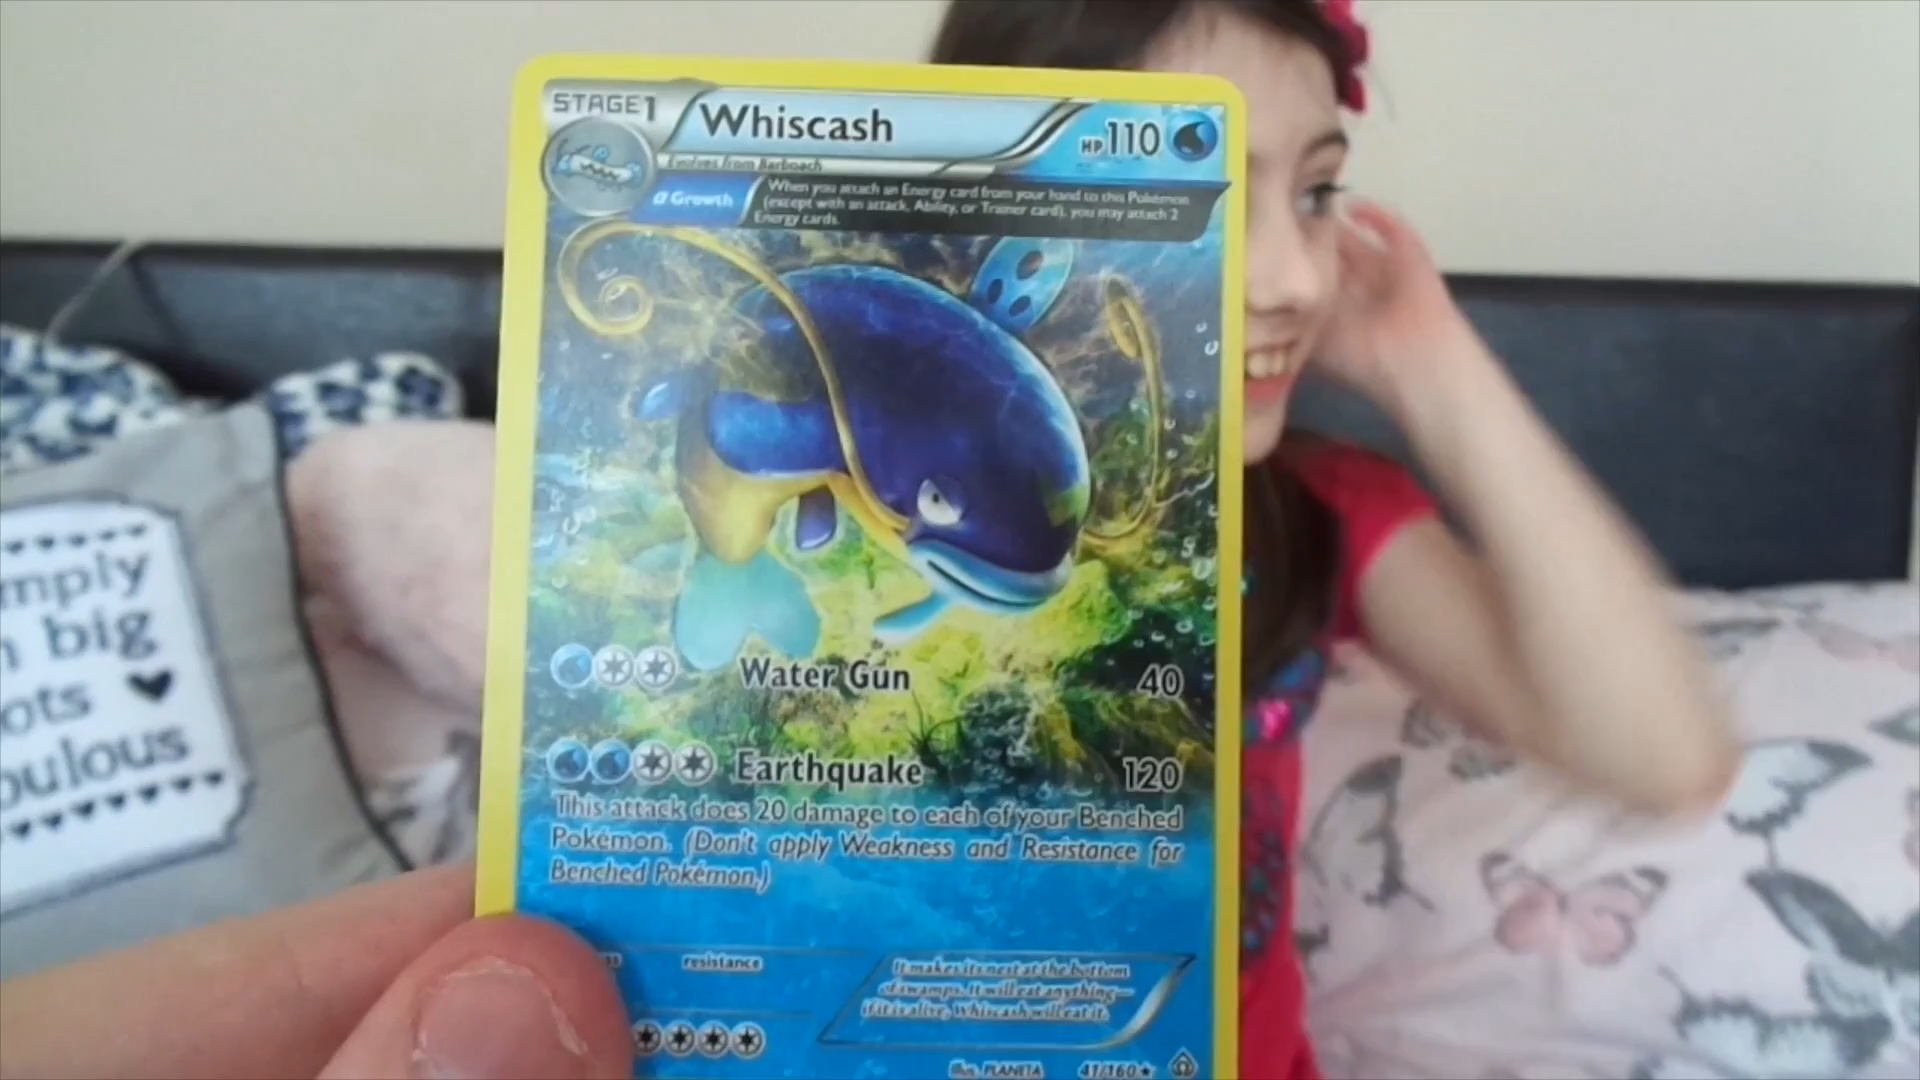 STAGE1
Whiscash
HP110
Evolves from Barboach
α Growth
When you attach an Energy card from your hand to this Pokémon
(except with an attack, Ability, or Trainer card), you may attach 2
Energy cards.
Water Gun 40
Earthquake 120
This attack does 20 damage to each of your Benched
Pokémon. (Don't apply Weakness and Resistance for
Benched Pokémon.)
resistance
It makes its nest at the bottom
of swamps. It will eat anything—
if it is alive, Whiscash will eat it.
Illus. PLANETA
41/160★
mply
big
ots
ulous